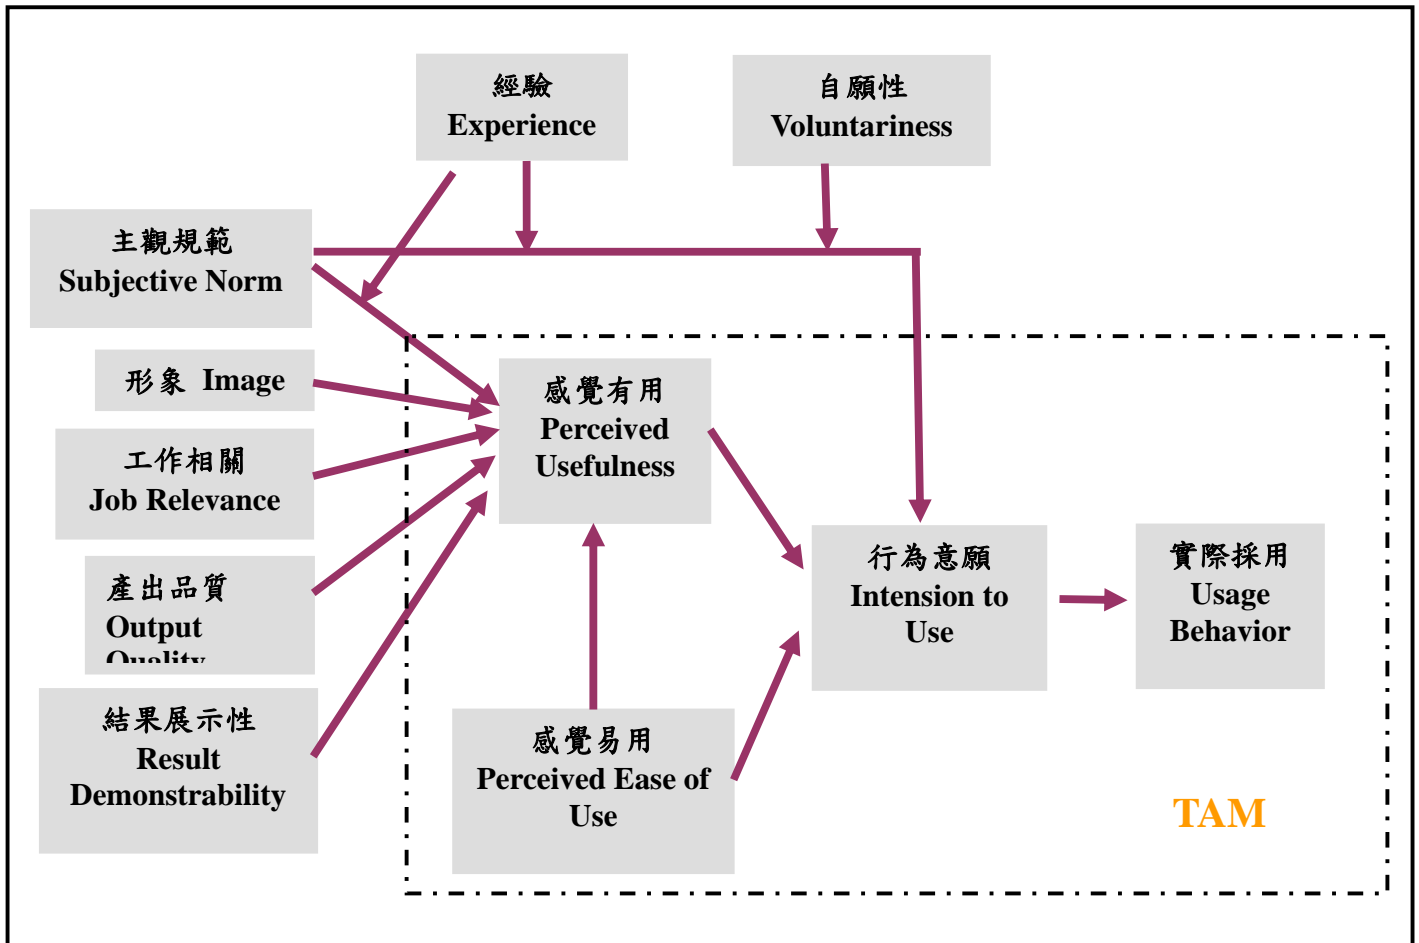 經驗
Experience
自願性
Voluntariness
主觀規範
Subjective Norm
形象 Image
工作相關
Job Relevance
產出品質
Output
Quality
結果展示性
Result
Demonstrability
感覺有用
Perceived
Usefulness
感覺易用
Perceived Ease of
Use
行為意願
Intension to
Use
實際採用
Usage
Behavior
TAM